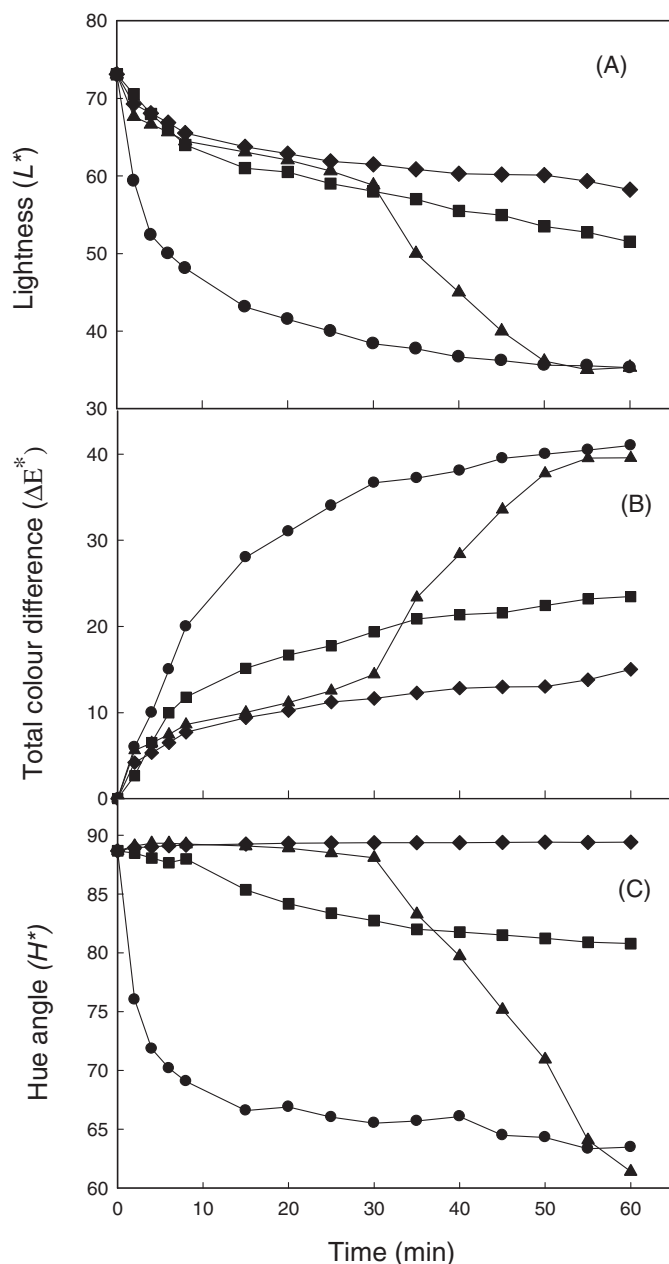 80
(A)
70
60
50
40
30
Lightness (L*)
(B)
40
30
20
10
0
Total colour difference (ΔE*)
90
(C)
85
80
75
70
65
60
Hue angle (H*)
0 10 20 30 40 50 60
Time (min)